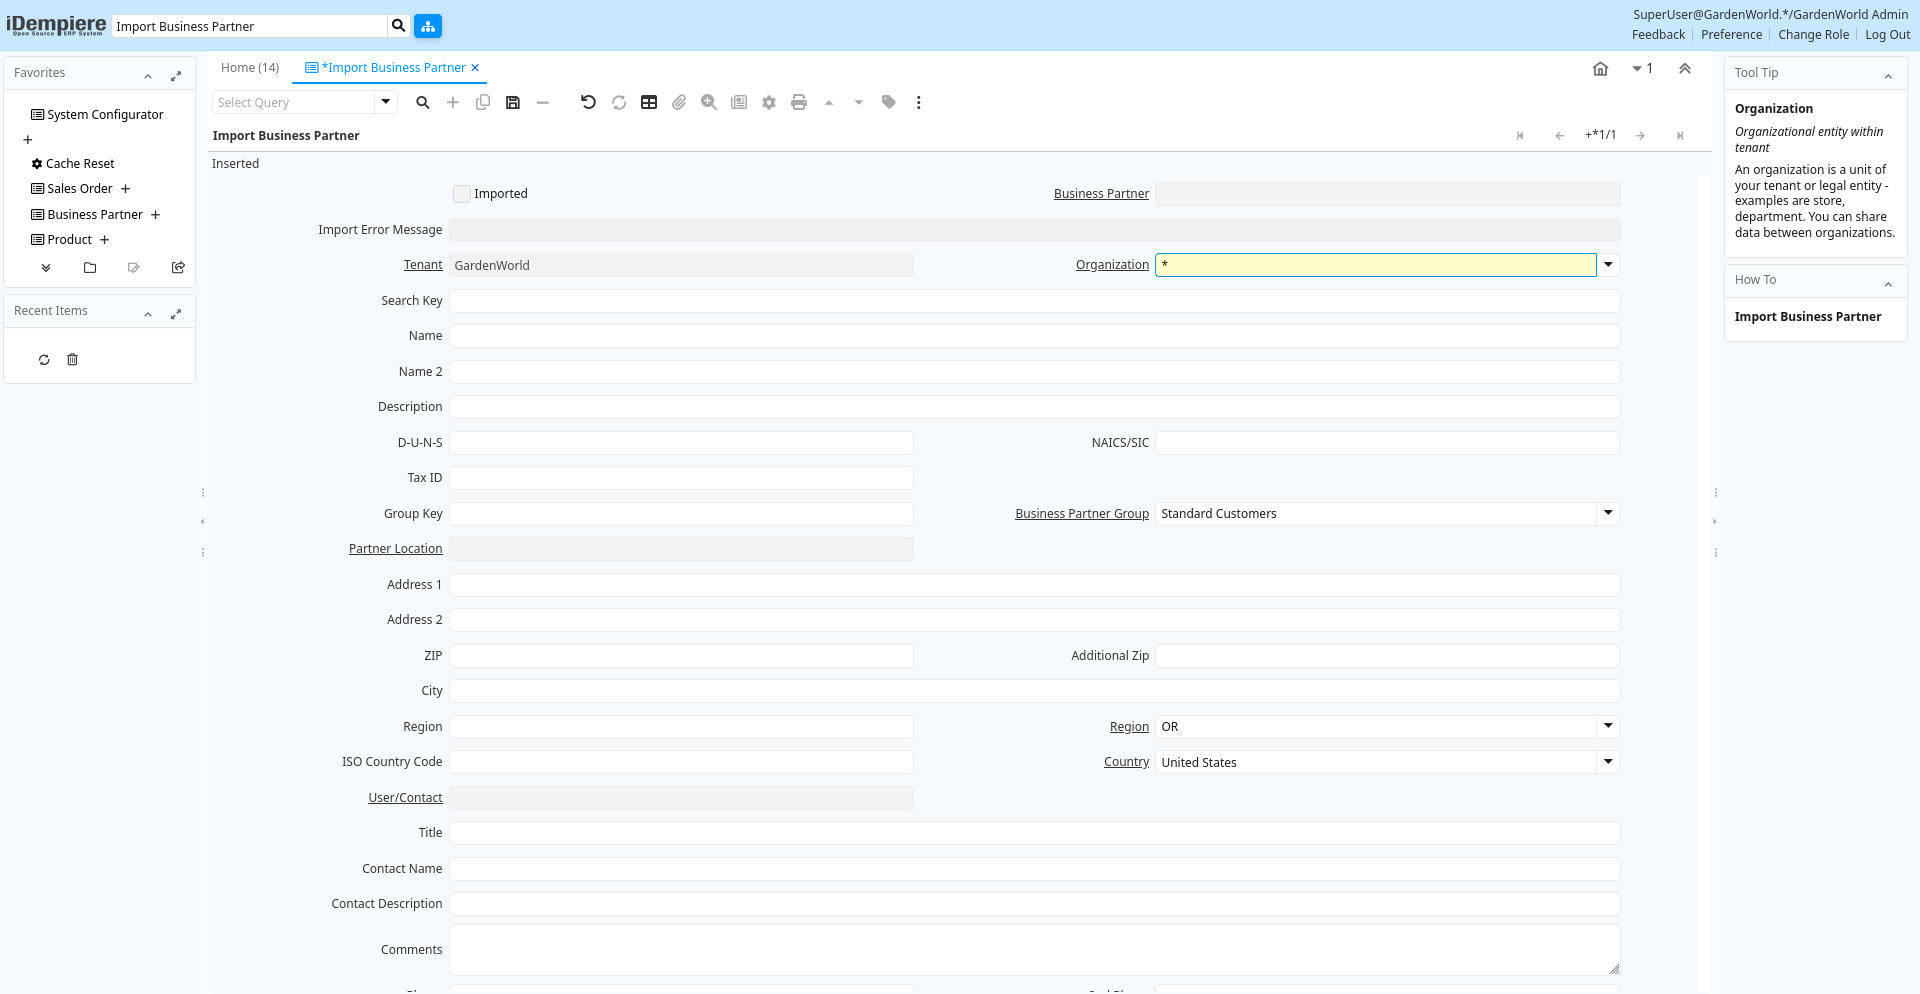 iDempiere
Open Source ERP System
Import Business Partner
SuperUser@GardenWorld.*/GardenWorld Admin
Feedback
Preference
Change Role
Log Out
Favorites
System Configurator
Cache Reset
Sales Order
Business Partner
Product
Recent Items
Home (14)
*Import Business Partner
1
Select Query
Import Business Partner
+*1/1
Inserted
Imported
Business Partner
Import Error Message
Tenant GardenWorld
Organization *
Search Key
Name
Name 2
Description
D-U-N-S
NAICS/SIC
Tax ID
Group Key
Business Partner Group Standard Customers
Partner Location
Address 1
Address 2
ZIP
Additional Zip
City
Region
Region OR
ISO Country Code
Country United States
User/Contact
Title
Contact Name
Contact Description
Comments
Tool Tip
Organization
Organizational entity within
tenant
An organization is a unit of
your tenant or legal entity -
examples are store,
department. You can share
data between organizations.
How To
Import Business Partner